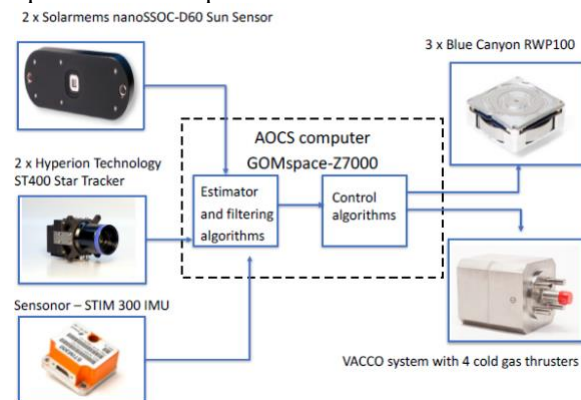 2 x Solarmems nanoSSOC-D60 Sun Sensor
3 x Blue Canyon RWP100
AOCS computer
GOMspace-Z7000
2 x Hyperion Technology
ST400 Star Tracker
Estimator
and filtering
algorithms
Control
algorithms
Sensonor – STIM 300 IMU
VACCO system with 4 cold gas thrusters